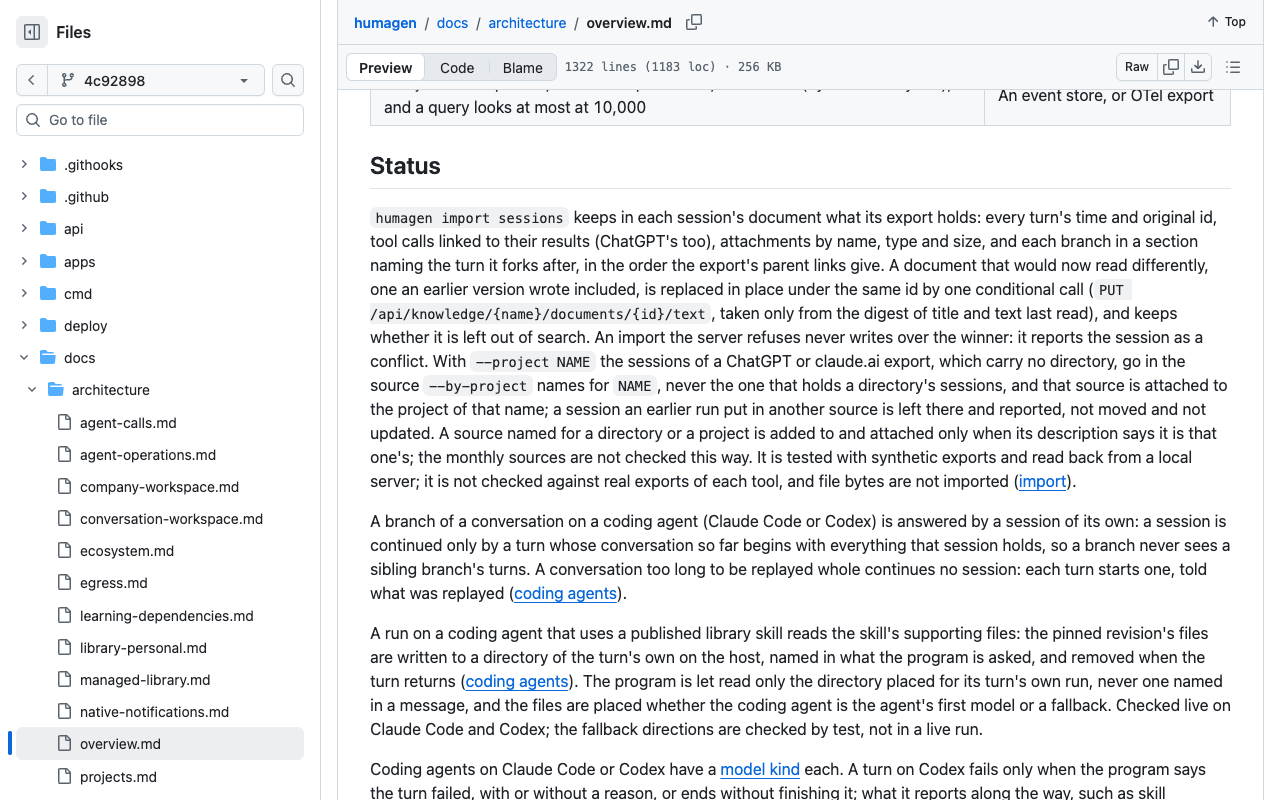 Files
humagen / docs / architecture / overview.md
Top
4c92898
Preview Code Blame 1322 lines (1183 loc) · 256 KB
Raw
Go to file
.githooks
.github
api
apps
cmd
deploy
docs
architecture
agent-calls.md
agent-operations.md
company-workspace.md
conversation-workspace.md
ecosystem.md
egress.md
learning-dependencies.md
library-personal.md
managed-library.md
native-notifications.md
overview.md
projects.md
and a query looks at most at 10,000
An event store, or OTel export
Status
humagen import sessions keeps in each session's document what its export holds: every turn's time and original id,
tool calls linked to their results (ChatGPT's too), attachments by name, type and size, and each branch in a section
naming the turn it forks after, in the order the export's parent links give. A document that would now read differently,
one an earlier version wrote included, is replaced in place under the same id by one conditional call ( PUT
/api/knowledge/{name}/documents/{id}/text , taken only from the digest of title and text last read), and keeps
whether it is left out of search. An import the server refuses never writes over the winner: it reports the session as a
conflict. With --project NAME the sessions of a ChatGPT or claude.ai export, which carry no directory, go in the
source --by-project names for NAME , never the one that holds a directory's sessions, and that source is attached to
the project of that name; a session an earlier run put in another source is left there and reported, not moved and not
updated. A source named for a directory or a project is added to and attached only when its description says it is that
one's; the monthly sources are not checked this way. It is tested with synthetic exports and read back from a local
server; it is not checked against real exports of each tool, and file bytes are not imported (import).
A branch of a conversation on a coding agent (Claude Code or Codex) is answered by a session of its own: a session is
continued only by a turn whose conversation so far begins with everything that session holds, so a branch never sees a
sibling branch's turns. A conversation too long to be replayed whole continues no session: each turn starts one, told
what was replayed (coding agents).
A run on a coding agent that uses a published library skill reads the skill's supporting files: the pinned revision's files
are written to a directory of the turn's own on the host, named in what the program is asked, and removed when the
turn returns (coding agents). The program is let read only the directory placed for its turn's own run, never one named
in a message, and the files are placed whether the coding agent is the agent's first model or a fallback. Checked live on
Claude Code and Codex; the fallback directions are checked by test, not in a live run.
Coding agents on Claude Code or Codex have a model kind each. A turn on Codex fails only when the program says
the turn failed, with or without a reason, or ends without finishing it; what it reports along the way, such as skill